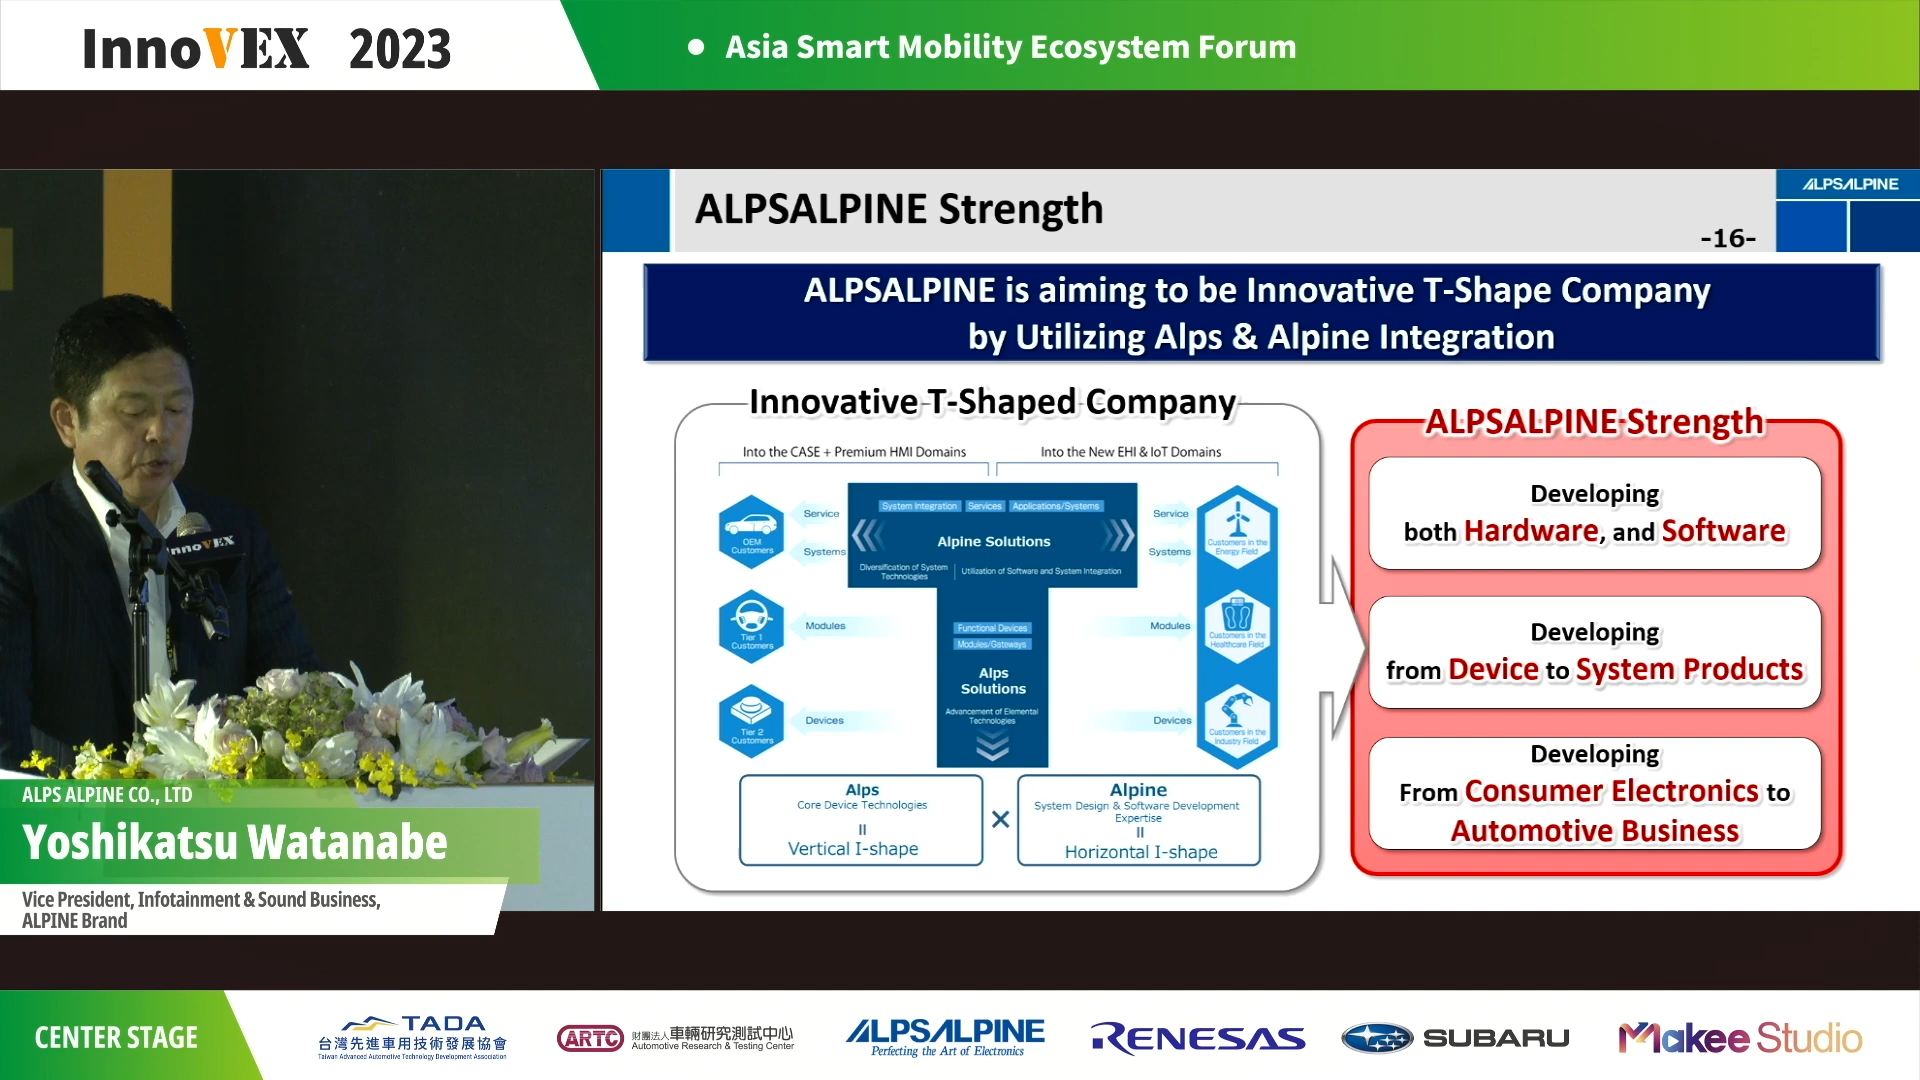 InnoVEX 2023
Asia Smart Mobility Ecosystem Forum
ALPSALPINE Strength
-16-
ALPSALPINE
ALPSALPINE is aiming to be Innovative T-Shape Company
by Utilizing Alps & Alpine Integration
Innovative T-Shaped Company
Into the CASE + Premium HMI Domains
Into the New EHI & IoT Domains
OEM
Customers
Service
Systems
System Integration
Services
Applications/Systems
Alpine Solutions
Diversification of System
Technologies
Utilization of Software and System Integration
Service
Systems
Customers in the
Energy Field
Tier 1
Customers
Modules
Functional Devices
Modules/Gateways
Alps
Solutions
Advancement of Elemental
Technologies
Modules
Customers in the
Healthcare Field
Tier 2
Customers
Devices
Devices
Customers in the
Industry Field
Alps
Core Device Technologies
=
Vertical I-shape
×
Alpine
System Design & Software Development
Expertise
=
Horizontal I-shape
ALPSALPINE Strength
Developing
both Hardware, and Software
Developing
from Device to System Products
Developing
From Consumer Electronics to
Automotive Business
InnoVEX
ALPS ALPINE CO., LTD
Yoshikatsu Watanabe
Vice President, Infotainment & Sound Business,
ALPINE Brand
CENTER STAGE
TADA
台灣先進車用技術發展協會
Taiwan Advanced Automotive Technology Development Association
ARTC
財團法人車輛研究測試中心
Automotive Research & Testing Center
ALPSALPINE
Perfecting the Art of Electronics
RENESAS
SUBARU
Makee Studio